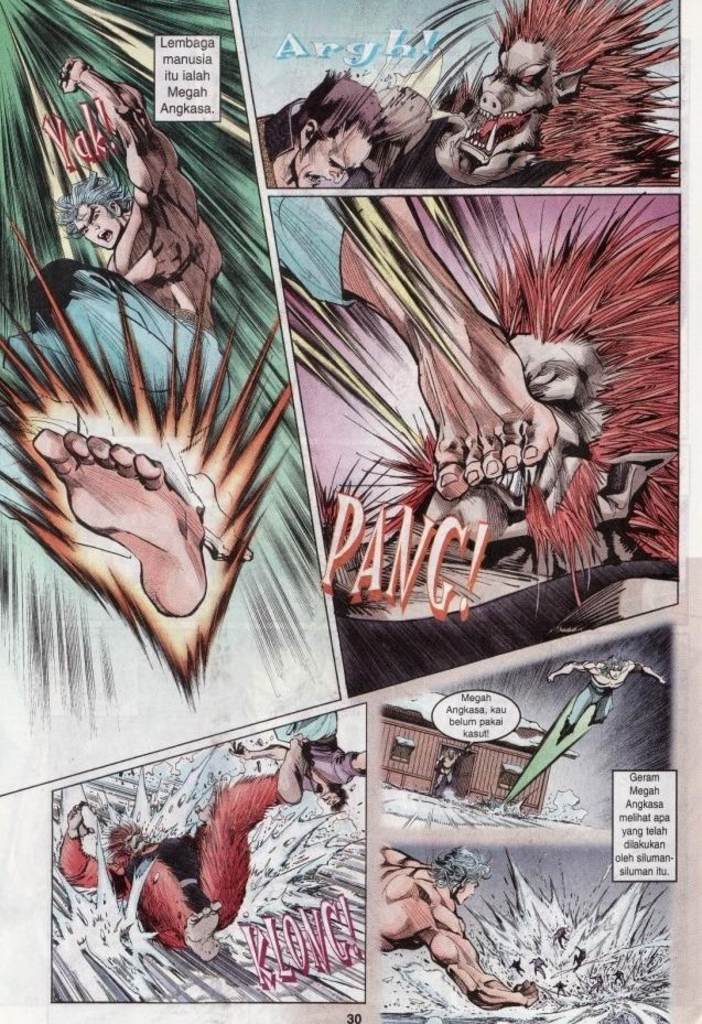 Lembaga
manusia
itu ialah
Megah
Angkasa.
Yak!
Argh!
PANG!
Megah
Angkasa, kau
belum pakai
kasut!
Geram
Megah
Angkasa
melihat apa
yang telah
dilakukan
oleh siluman-
siluman itu.
KLONG!
30